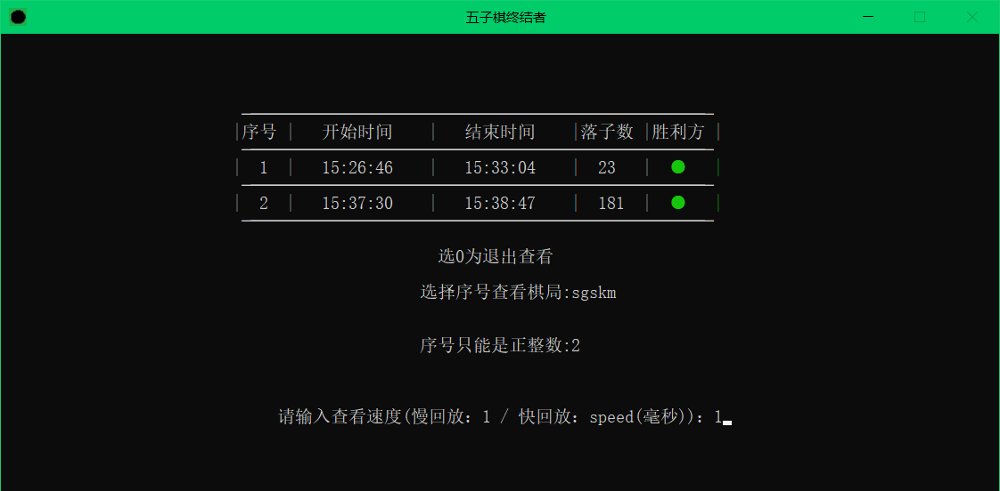 五子棋终结者
序号 | 开始时间 | 结束时间 | 落子数 | 胜利方 |
1 | 15:26:46 | 15:33:04 | 23 | ● |
2 | 15:37:30 | 15:38:47 | 181 | ● |
选0为退出查看
选择序号查看棋局:sgskm
序号只能是正整数:2
请输入查看速度(慢回放: 1 / 快回放: speed(毫秒)): 1